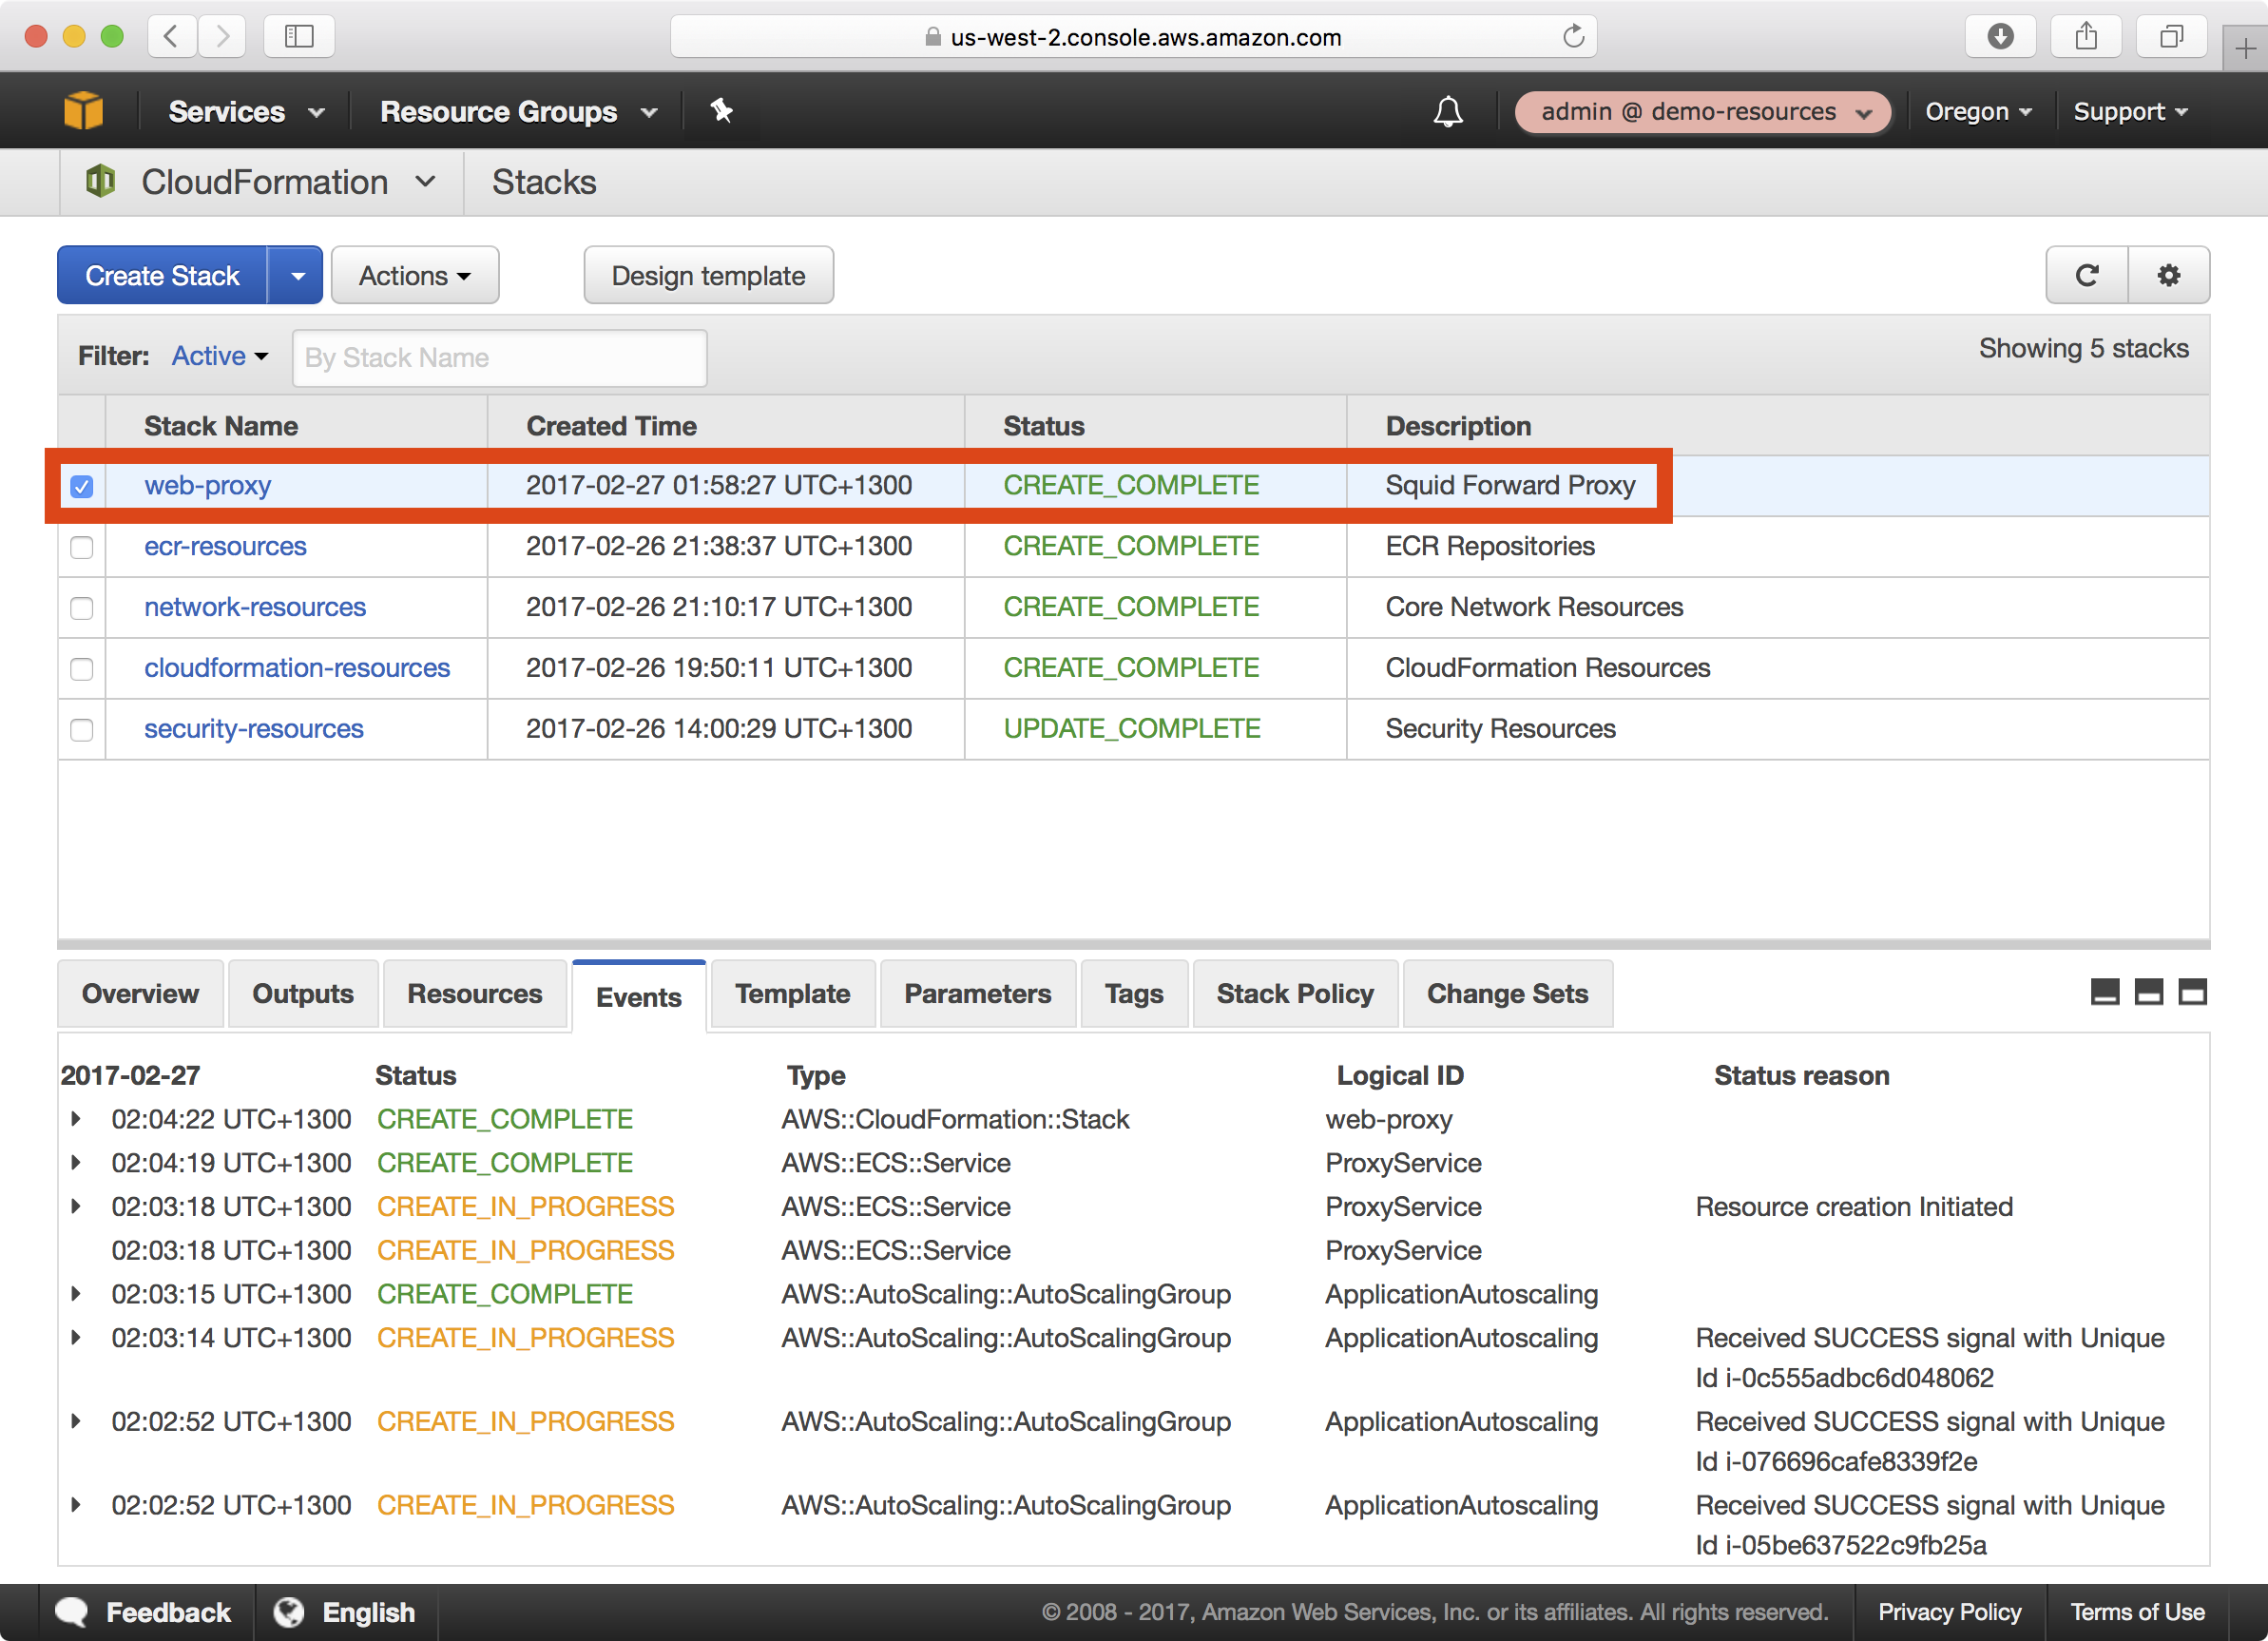 us-west-2.console.aws.amazon.com
Services Resource Groups admin @ demo-resources Oregon Support
CloudFormation Stacks
Create Stack Actions Design template
Filter: Active By Stack Name Showing 5 stacks
Stack Name Created Time Status Description
web-proxy 2017-02-27 01:58:27 UTC+1300 CREATE_COMPLETE Squid Forward Proxy
ecr-resources 2017-02-26 21:38:37 UTC+1300 CREATE_COMPLETE ECR Repositories
network-resources 2017-02-26 21:10:17 UTC+1300 CREATE_COMPLETE Core Network Resources
cloudformation-resources 2017-02-26 19:50:11 UTC+1300 CREATE_COMPLETE CloudFormation Resources
security-resources 2017-02-26 14:00:29 UTC+1300 UPDATE_COMPLETE Security Resources
Overview Outputs Resources Events Template Parameters Tags Stack Policy Change Sets
2017-02-27 Status Type Logical ID Status reason
02:04:22 UTC+1300 CREATE_COMPLETE AWS::CloudFormation::Stack web-proxy
02:04:19 UTC+1300 CREATE_COMPLETE AWS::ECS::Service ProxyService
02:03:18 UTC+1300 CREATE_IN_PROGRESS AWS::ECS::Service ProxyService Resource creation Initiated
02:03:18 UTC+1300 CREATE_IN_PROGRESS AWS::ECS::Service ProxyService
02:03:15 UTC+1300 CREATE_COMPLETE AWS::AutoScaling::AutoScalingGroup ApplicationAutoscaling
02:03:14 UTC+1300 CREATE_IN_PROGRESS AWS::AutoScaling::AutoScalingGroup ApplicationAutoscaling Received SUCCESS signal with Unique
Id i-0c555adbc6d048062
02:02:52 UTC+1300 CREATE_IN_PROGRESS AWS::AutoScaling::AutoScalingGroup ApplicationAutoscaling Received SUCCESS signal with Unique
Id i-076696cafe8339f2e
02:02:52 UTC+1300 CREATE_IN_PROGRESS AWS::AutoScaling::AutoScalingGroup ApplicationAutoscaling Received SUCCESS signal with Unique
Id i-05be637522c9fb25a
Feedback English © 2008 - 2017, Amazon Web Services, Inc. or its affiliates. All rights reserved. Privacy Policy Terms of Use